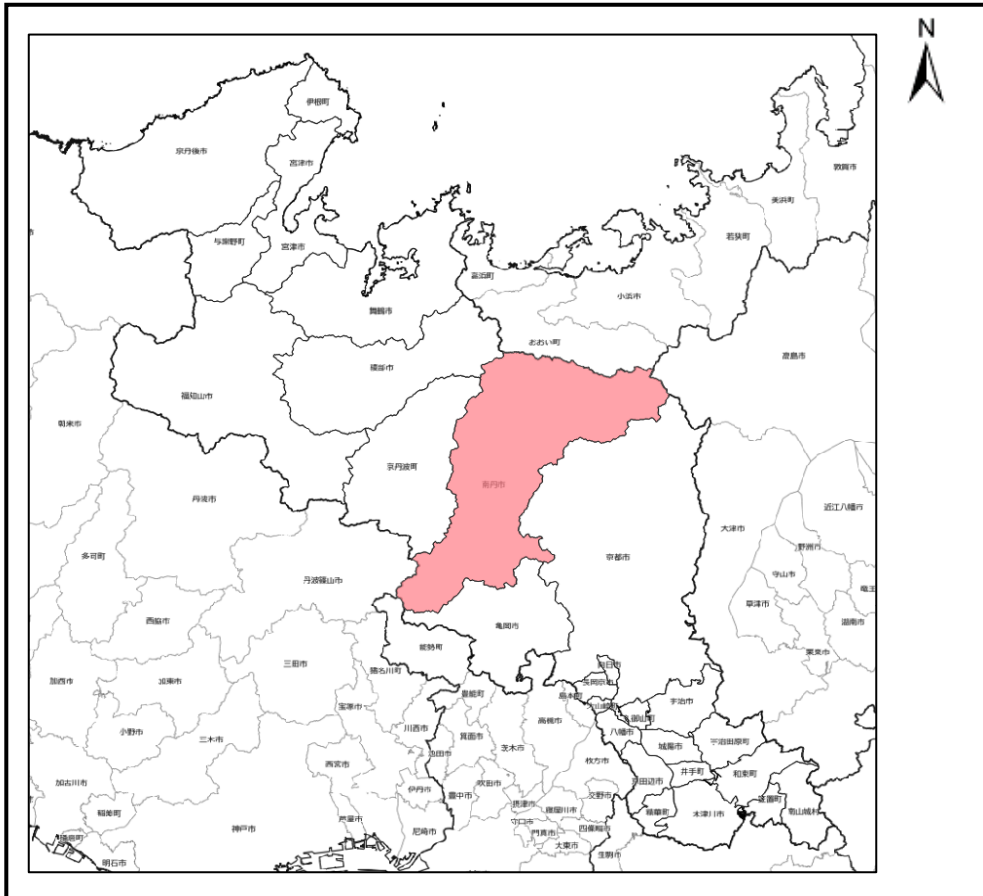 N
伊根町
京丹後市
宮津市
敦賀市
美浜町
若狭町
与謝野町
宮津市
高浜町
小浜市
舞鶴市
おおい町
高島市
綾部市
福知山市
朝来市
京丹波町
南丹市
丹波市
近江八幡市
大津市
野洲市
多可町
京都市
守山市
丹波篠山市
竜王
草津市
西脇市
湖南市
亀岡市
能勢町
栗東市
三田市
向日市
猪名川町
加西市
加東市
長岡京市
豊能町
島本町
宇治市
宝塚市
大山崎町
久御山町
高槻市
川西市
八幡市
小野市
箕面市
三木市
茨木市
城陽市
宇治田原町
池田市
枚方市
西宮市
井手町
和束町
加古川市
吹田市
京田辺市
伊丹市
豊中市
交野市
笠置町
稲美町
摂津市
寝屋川市
精華町
木津川市
南山城村
芦屋市
守口市
神戸市
尼崎市
門真市
四條畷市
播磨町
大東市
生駒市
明石市